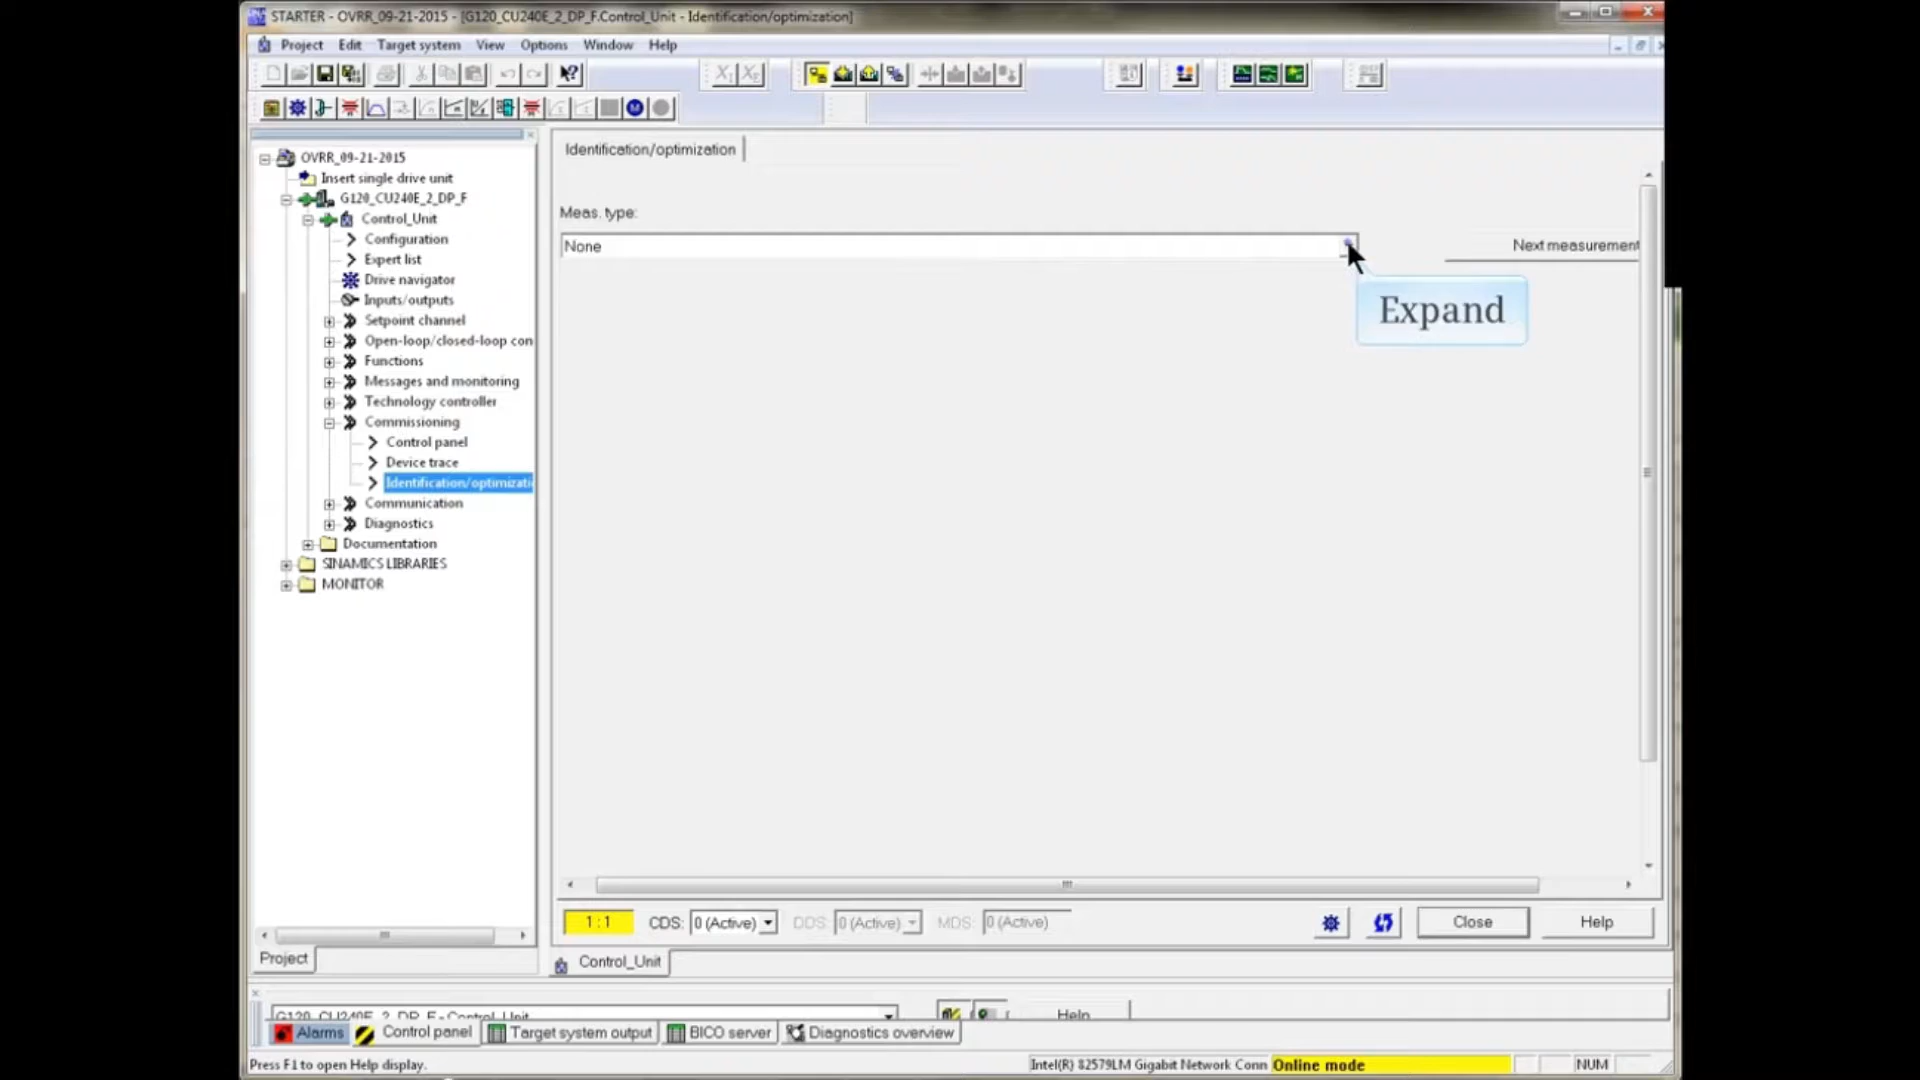 STARTER - OVRR_09-21-2015 - [G120_CU240E_2_DP_F.Control_Unit - Identification/optimization]
Project Edit Target system View Options Window Help
OVRR_09-21-2015
Insert single drive unit
G120_CU240E_2_DP_F
Control_Unit
Configuration
Expert list
Drive navigator
Inputs/outputs
Setpoint channel
Open-loop/closed-loop con
Functions
Messages and monitoring
Technology controller
Commissioning
Control panel
Device trace
Identification/optimizati
Communication
Diagnostics
Documentation
SINAMICS LIBRARIES
MONITOR
Project
Identification/optimization
Meas. type:
None
Next measurement
Expand
1 : 1 CDS: 0 (Active) DDS: 0 (Active) MDS: 0 (Active) Close Help
Control_Unit
G120_CU240E_2_DP_F - Control_Unit Help
Alarms Control panel Target system output BICO server Diagnostics overview
Press F1 to open Help display. Intel(R) 82579LM Gigabit Network Conn Online mode NUM